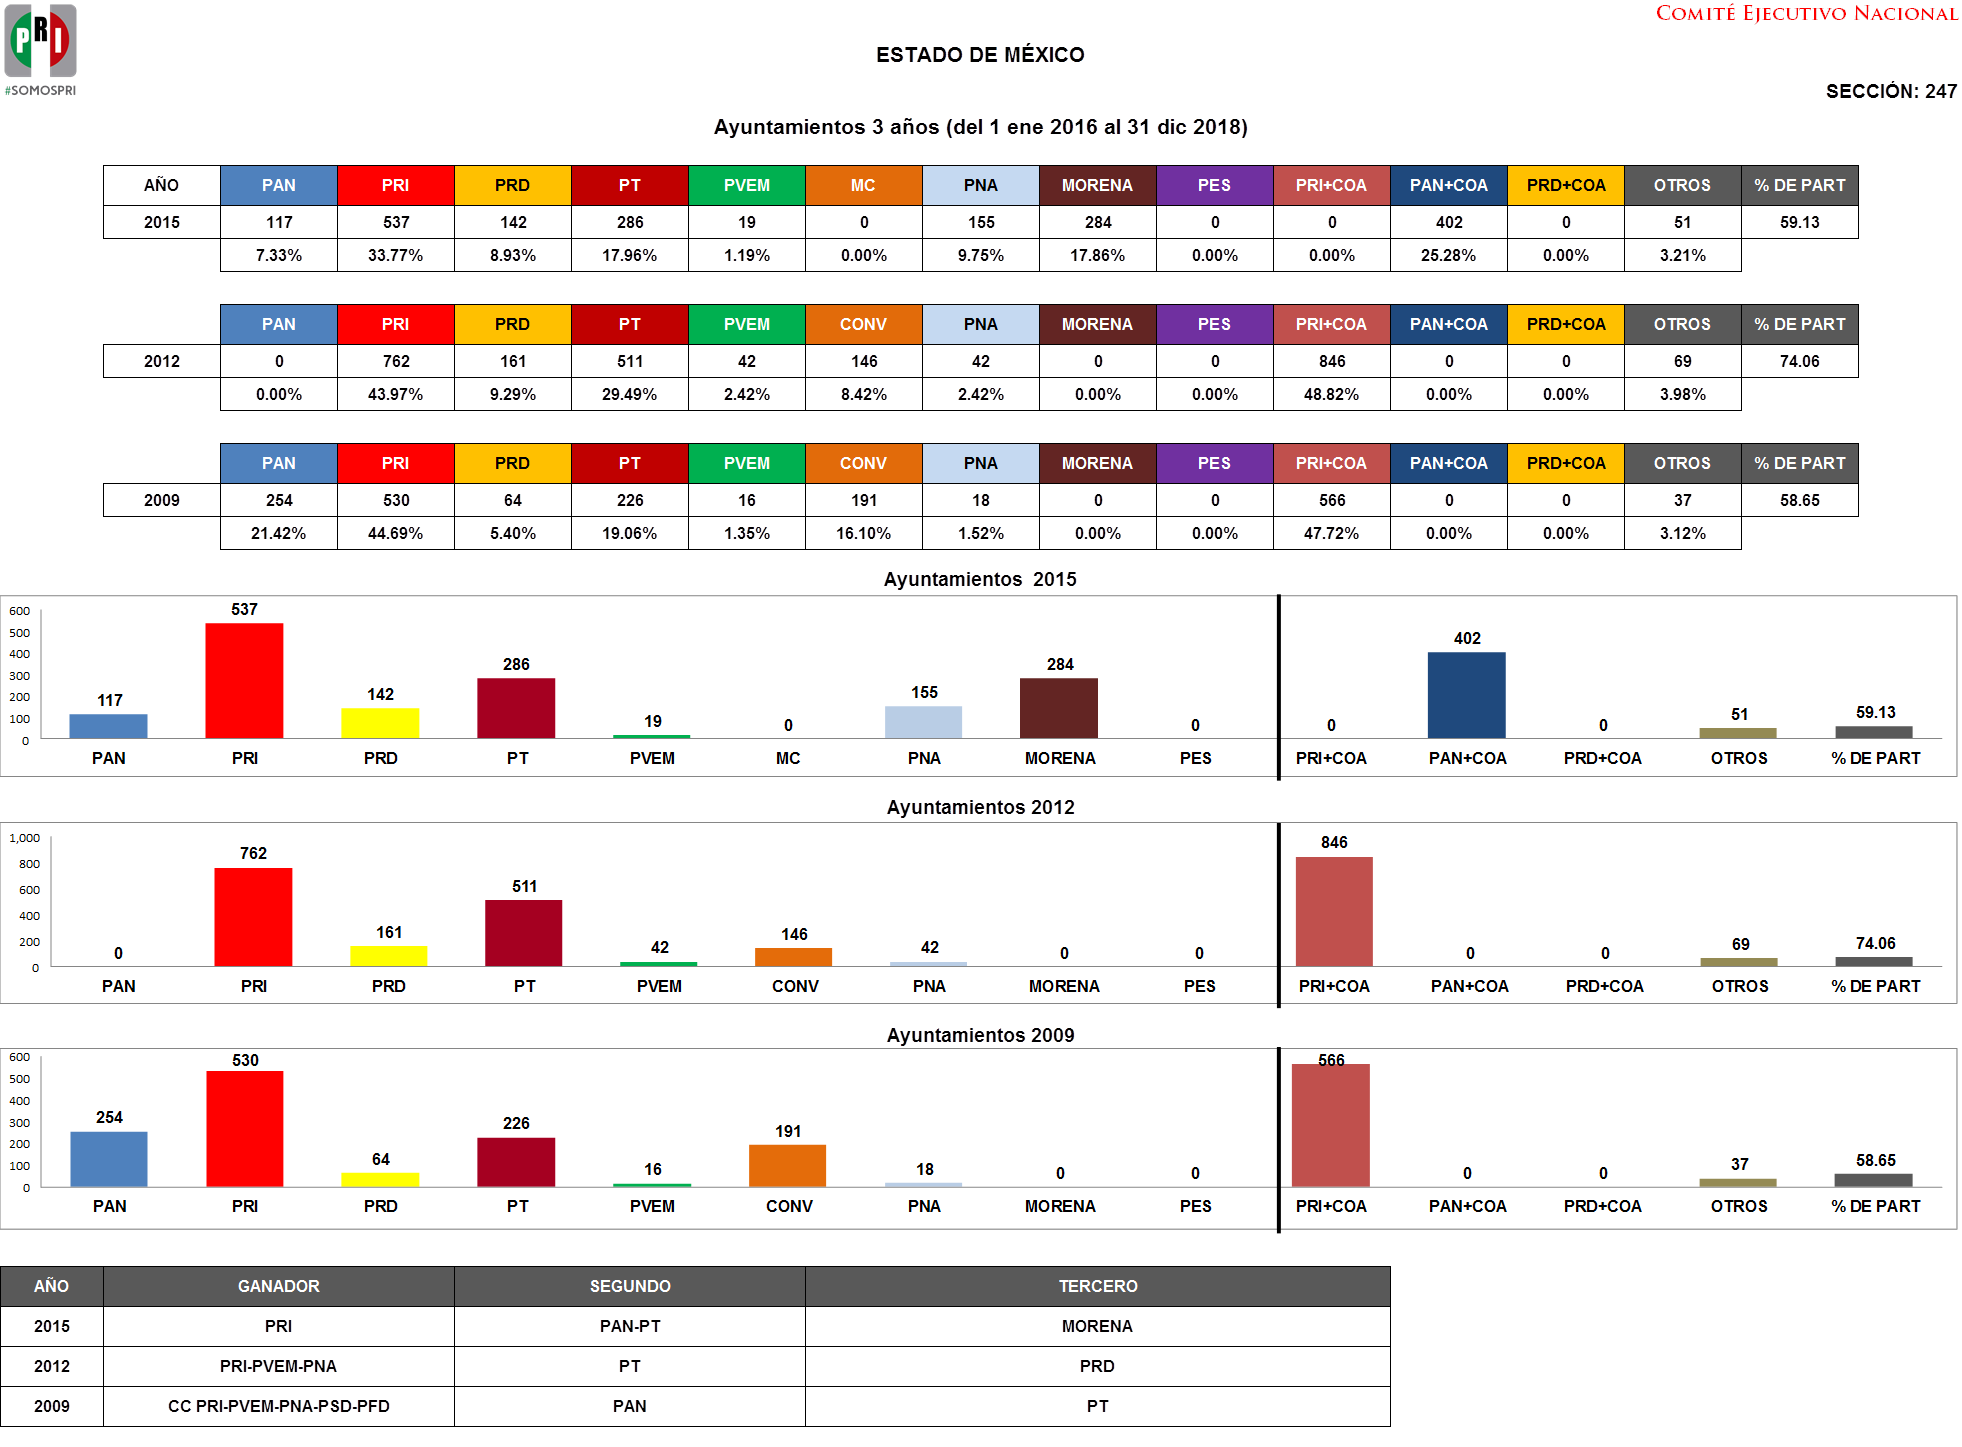 COMITÉ EJECUTIVO NACIONAL
PRI
#SOMOSPRI
ESTADO DE MÉXICO
SECCIÓN: 247
Ayuntamientos 3 años (del 1 ene 2016 al 31 dic 2018)
AÑO PAN PRI PRD PT PVEM MC PNA MORENA PES PRI+COA PAN+COA PRD+COA OTROS % DE PART
2015 117 537 142 286 19 0 155 284 0 0 402 0 51 59.13
7.33% 33.77% 8.93% 17.96% 1.19% 0.00% 9.75% 17.86% 0.00% 0.00% 25.28% 0.00% 3.21%
PAN PRI PRD PT PVEM CONV PNA MORENA PES PRI+COA PAN+COA PRD+COA OTROS % DE PART
2012 0 762 161 511 42 146 42 0 0 846 0 0 69 74.06
0.00% 43.97% 9.29% 29.49% 2.42% 8.42% 2.42% 0.00% 0.00% 48.82% 0.00% 0.00% 3.98%
PAN PRI PRD PT PVEM CONV PNA MORENA PES PRI+COA PAN+COA PRD+COA OTROS % DE PART
2009 254 530 64 226 16 191 18 0 0 566 0 0 37 58.65
21.42% 44.69% 5.40% 19.06% 1.35% 16.10% 1.52% 0.00% 0.00% 47.72% 0.00% 0.00% 3.12%
Ayuntamientos 2015
600
500
400
300
200
100
0
117 537 142 286 19 0 155 284 0 0 402 0 51 59.13
PAN PRI PRD PT PVEM MC PNA MORENA PES PRI+COA PAN+COA PRD+COA OTROS % DE PART
Ayuntamientos 2012
1,000
800
600
400
200
0
0 762 161 511 42 146 42 0 0 846 0 0 69 74.06
PAN PRI PRD PT PVEM CONV PNA MORENA PES PRI+COA PAN+COA PRD+COA OTROS % DE PART
Ayuntamientos 2009
600
500
400
300
200
100
0
254 530 64 226 16 191 18 0 0 566 0 0 37 58.65
PAN PRI PRD PT PVEM CONV PNA MORENA PES PRI+COA PAN+COA PRD+COA OTROS % DE PART
AÑO GANADOR SEGUNDO TERCERO
2015 PRI PAN-PT MORENA
2012 PRI-PVEM-PNA PT PRD
2009 CC PRI-PVEM-PNA-PSD-PFD PAN PT